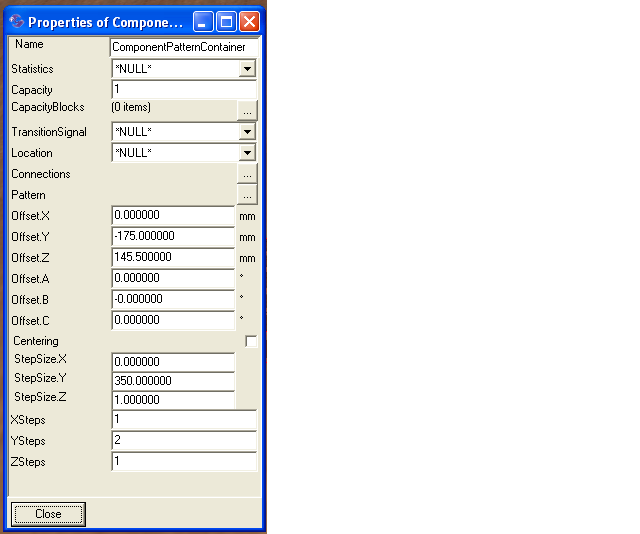 Properties of Compone...
Name ComponentPatternContainer
Statistics *NULL*
Capacity 1
CapacityBlocks (0 items) ...
TransitionSignal *NULL*
Location *NULL*
Connections ...
Pattern ...
Offset.X 0.000000 mm
Offset.Y -175.000000 mm
Offset.Z 145.500000 mm
Offset.A 0.000000 °
Offset.B -0.000000 °
Offset.C 0.000000 °
Centering
StepSize.X 0.000000
StepSize.Y 350.000000
StepSize.Z 1.000000
XSteps 1
YSteps 2
ZSteps 1
Close